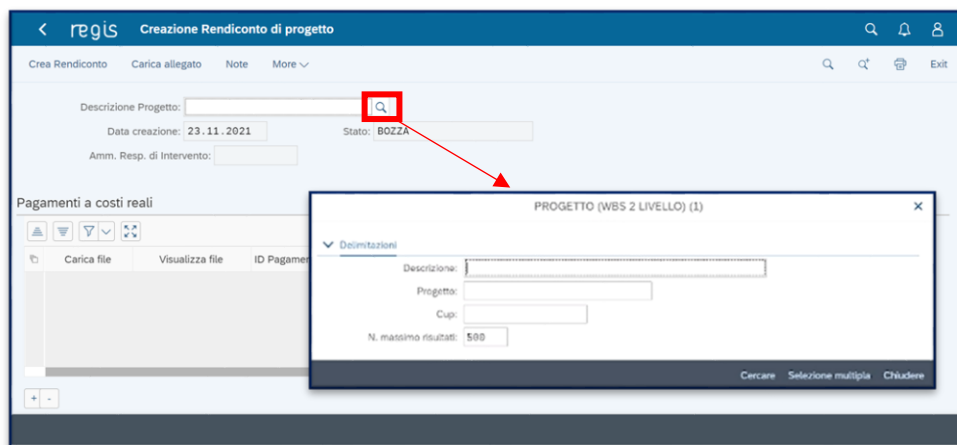 regis Creazione Rendiconto di progetto
Crea Rendiconto Carica allegato Note More Exit
Descrizione Progetto:
Data creazione: 23.11.2021 Stato: BOZZA
Amm. Resp. di Intervento:
Pagamenti a costi reali
PROGETTO (WBS 2 LIVELLO) (1)
Delimitazioni
Carica file Visualizza file ID Pagamen
Descrizione:
Progetto:
Cup:
N. massimo risultati: 500
Cercare Selezione multipla Chiudere